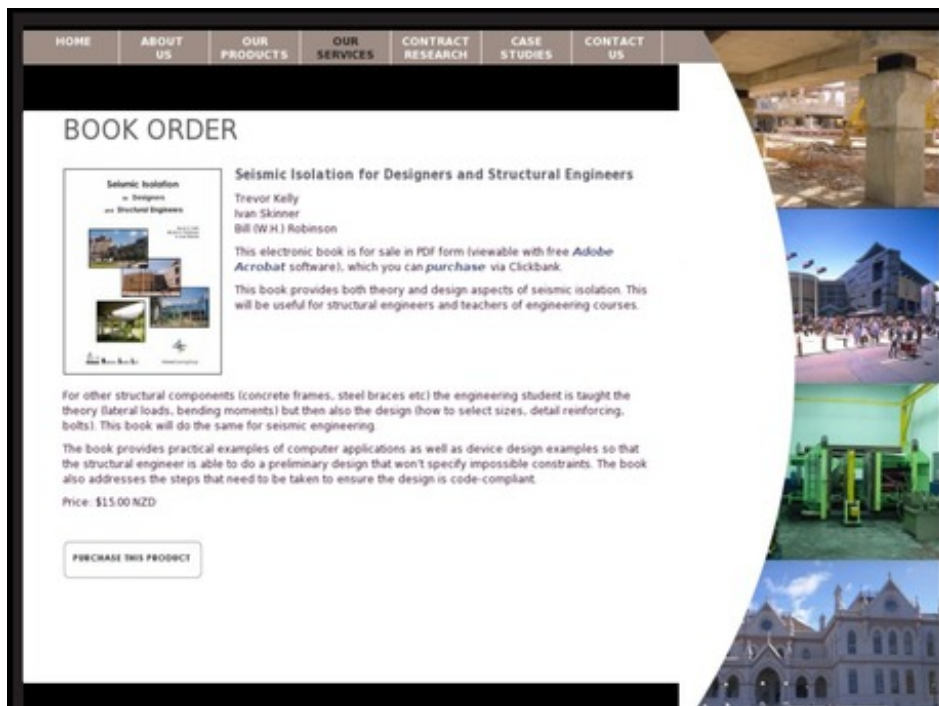 HOME
ABOUT US
OUR PRODUCTS
OUR SERVICES
CONTRACT RESEARCH
CASE STUDIES
CONTACT US
BOOK ORDER
Seismic Isolation
for Designers
and Structural Engineers
Seismic Isolation for Designers and Structural Engineers
Trevor Kelly
Ivan Skinner
Bill (W.H.) Robinson
This electronic book is for sale in PDF form (viewable with free Adobe
Acrobat software), which you can purchase via Clickbank.
This book provides both theory and design aspects of seismic isolation. This
will be useful for structural engineers and teachers of engineering courses.
For other structural components (concrete frames, steel braces etc) the engineering student is taught the
theory (lateral loads, bending moments) but then also the design (how to select sizes, detail reinforcing,
bolts). This book will do the same for seismic engineering.
The book provides practical examples of computer applications as well as device design examples so that
the structural engineer is able to do a preliminary design that won't specify impossible constraints. The book
also addresses the steps that need to be taken to ensure the design is code-compliant.
Price: $15.00 NZD
PURCHASE THIS PRODUCT